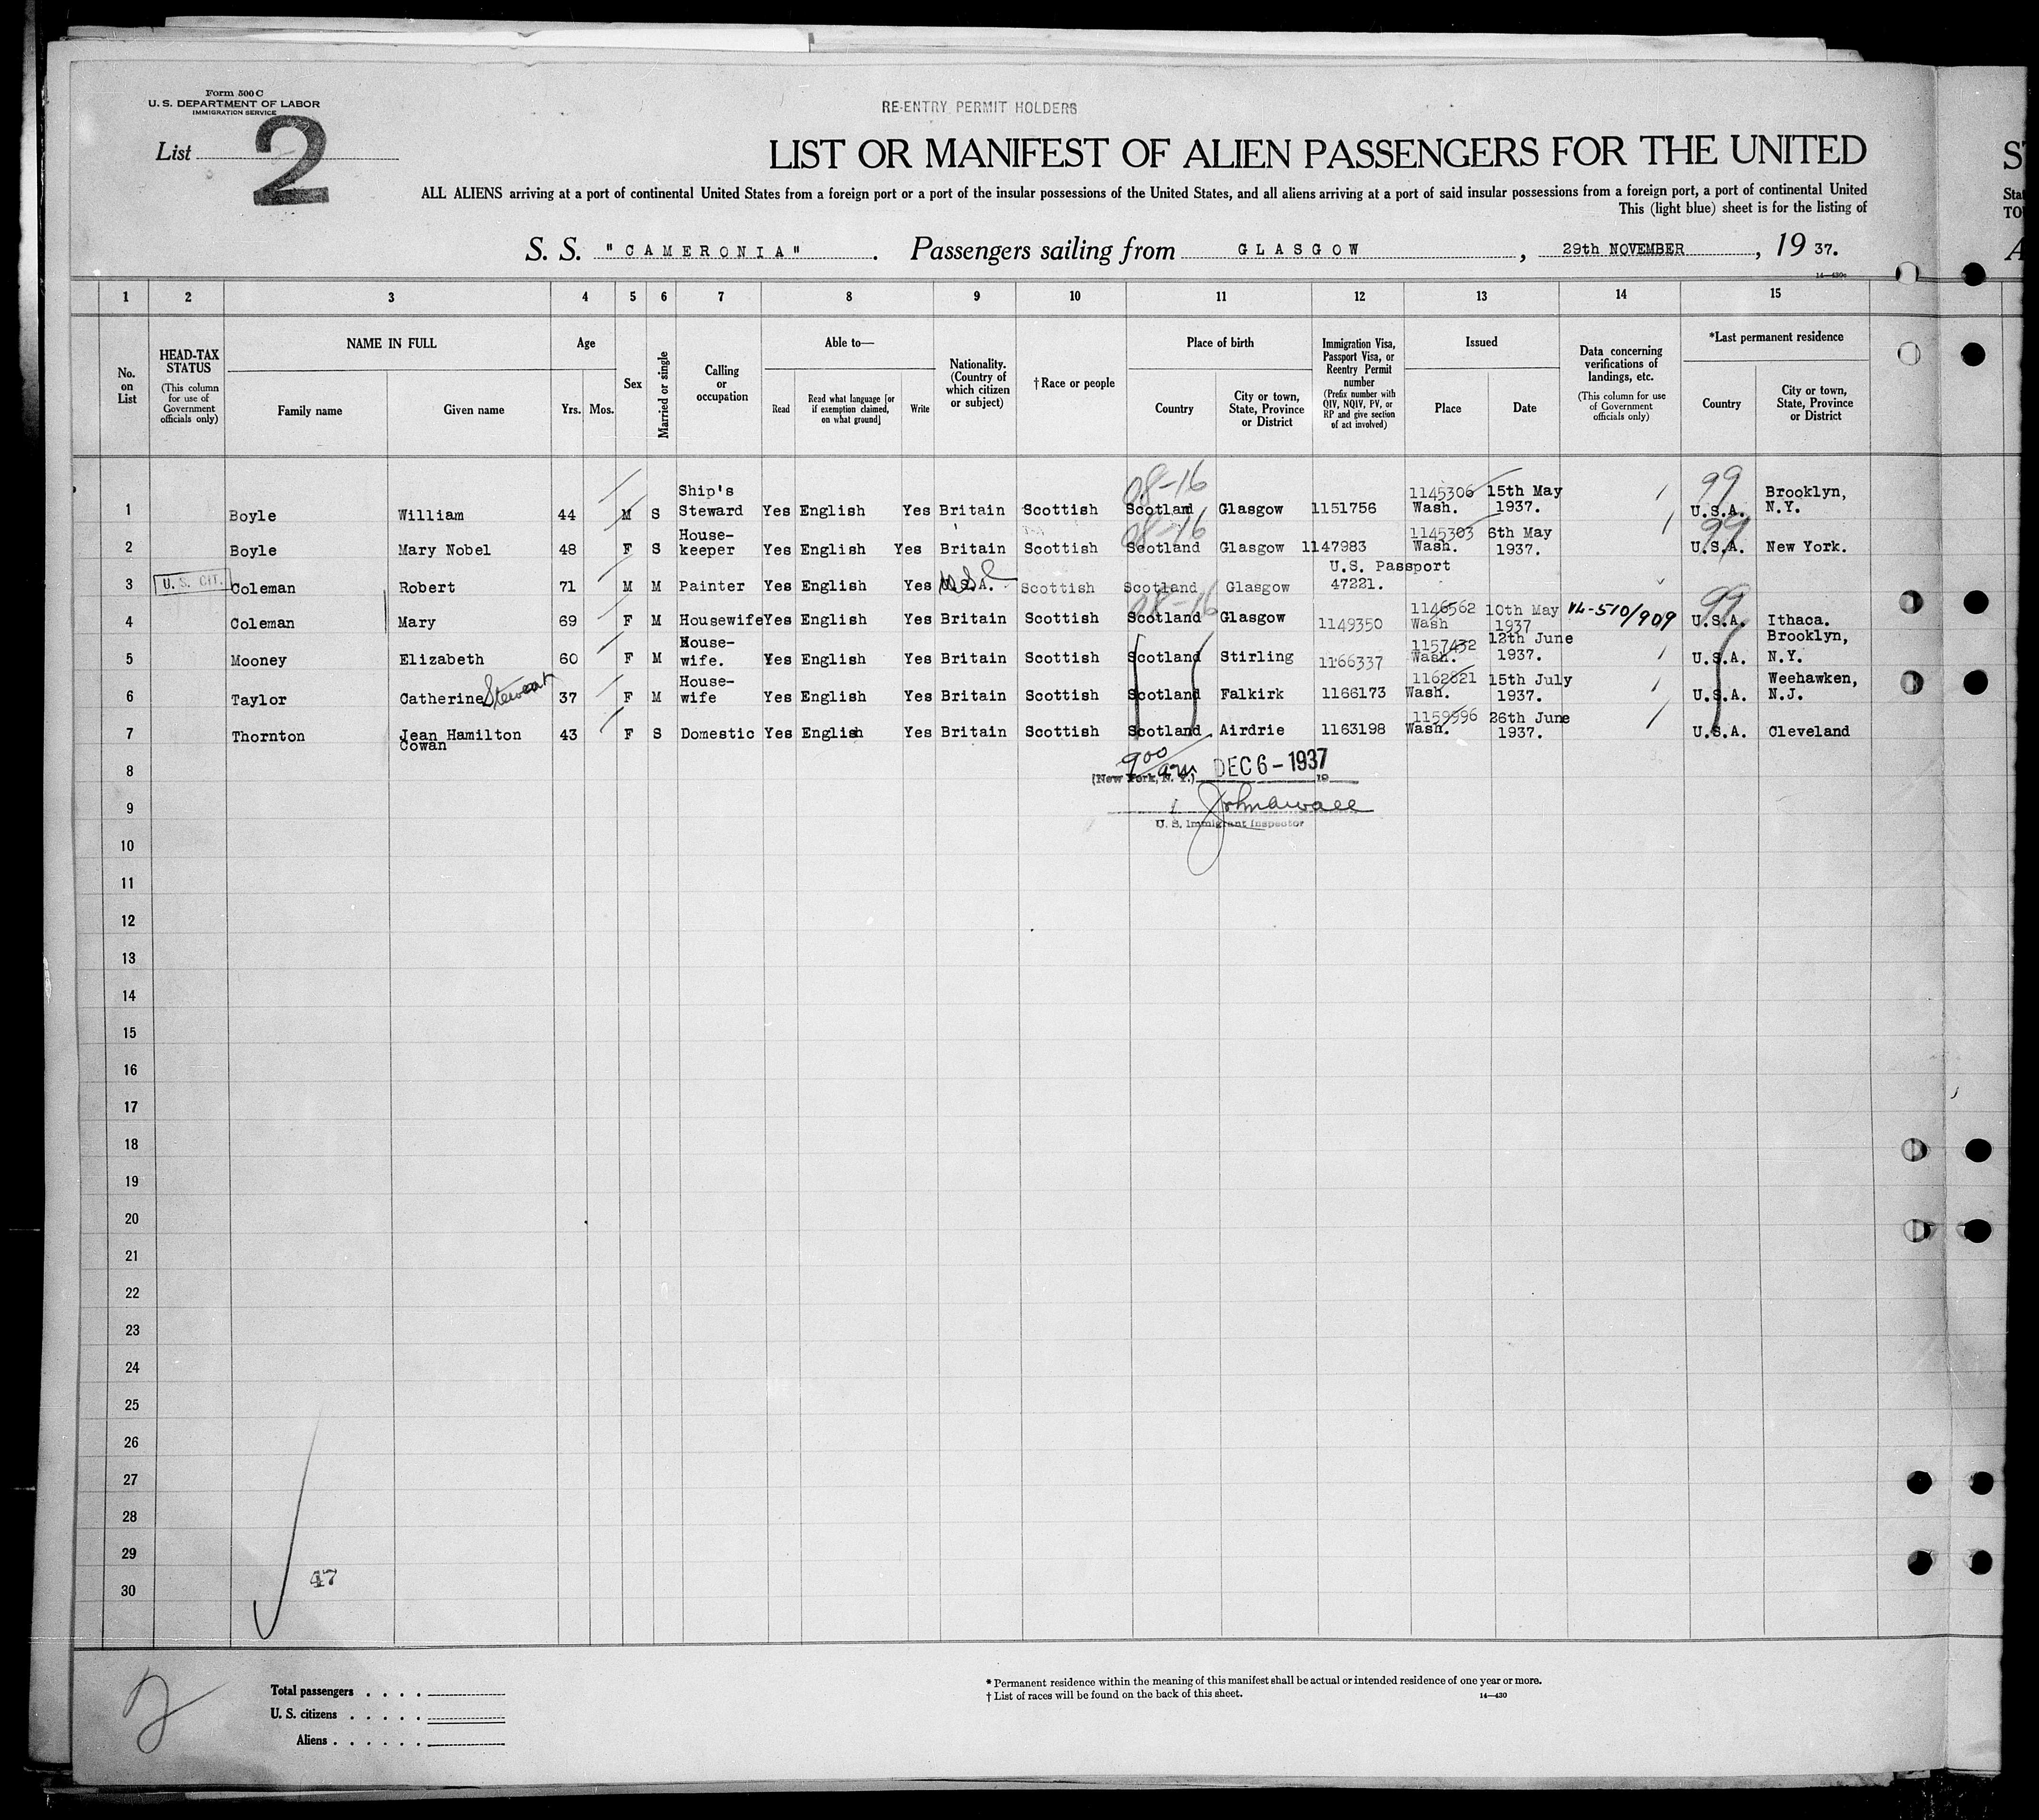 Form 500 C
U. S. DEPARTMENT OF LABOR
IMMIGRATION SERVICE
List 2
RE-ENTRY PERMIT HOLDERS
LIST OR MANIFEST OF ALIEN PASSENGERS FOR THE UNITED
ALL ALIENS arriving at a port of continental United States from a foreign port or a port of the insular possessions of the United States, and all aliens arriving at a port of said insular possessions from a foreign port, a port of continental United
This (light blue) sheet is for the listing of
S. S. "CAMERONIA". Passengers sailing from GLASGOW, 29th NOVEMBER, 19 37.
1 2 3 4 5 6 7 8 9 10 11 12 13 14 15
No. on List
HEAD-TAX STATUS (This column for use of Government officials only)
NAME IN FULL Family name Given name
Age Yrs. Mos.
Sex
Married or single
Calling or occupation
Able to— Read Read what language [or if exemption claimed, on what ground] Write
Nationality. (Country of which citizen or subject)
†Race or people
Place of birth Country City or town, State, Province or District
Immigration Visa, Passport Visa, or Reentry Permit number (Prefix number with QIV, NQIV, PV, or RP and give section of act involved)
Issued Place Date
Data concerning verifications of landings, etc. (This column for use of Government officials only)
*Last permanent residence Country City or town, State, Province or District
1 Boyle William 44 M S Ship's Steward Yes English Yes Britain Scottish 08-16 Scotland Glasgow 1151756 1145306 Wash. 15th May 1937. 99 U.S.A. Brooklyn, N.Y.
2 Boyle Mary Nobel 48 F S House-keeper Yes English Yes Britain Scottish 08-16 Scotland Glasgow 1147983 1145303 Wash. 6th May 1937. 99 U.S.A. New York.
3 U. S. CIT. Coleman Robert 71 M M Painter Yes English Yes U.S.A. Scottish Scotland Glasgow U.S. Passport 47221.
4 Coleman Mary 69 F M Housewife Yes English Yes Britain Scottish 08-16 Scotland Glasgow 1149350 1146562 Wash 10th May 1937 VL-510/909 99 U.S.A. Ithaca.
5 Mooney Elizabeth 60 F M House-wife. Yes English Yes Britain Scottish Scotland Stirling 1166337 1157432 Wash. 12th June 1937. U.S.A. Brooklyn, N.Y.
6 Taylor Catherine Stewart 37 F M House-wife Yes English Yes Britain Scottish Scotland Falkirk 1166173 1162621 Wash. 15th July 1937. U.S.A. Weehawken, N.J.
7 Thornton Jean Hamilton Cowan 43 F S Domestic Yes English Yes Britain Scottish Scotland Airdrie 1163198 1159996 Wash. 26th June 1937. U.S.A. Cleveland
8
900
(New York, N. Y.) DEC 6 - 1937 19
9
U. S. Immigrant Inspector
10
11
12
13
14
15
16
17
18
19
20
21
22
23
24
25
26
27
28
29
47
30
2
Total passengers
U. S. citizens
Aliens
* Permanent residence within the meaning of this manifest shall be actual or intended residence of one year or more.
† List of races will be found on the back of this sheet.
14—430